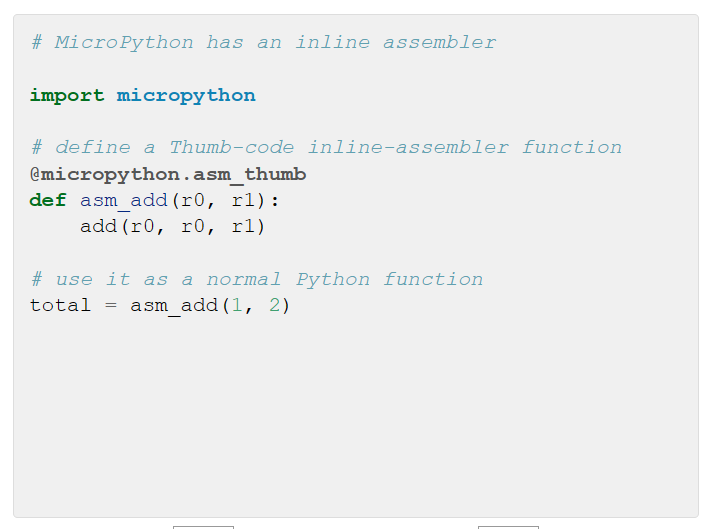 # MicroPython has an inline assembler
import micropython
# define a Thumb-code inline-assembler function
@micropython.asm_thumb
def asm_add(r0, r1):
    add(r0, r0, r1)
# use it as a normal Python function
total = asm_add(1, 2)